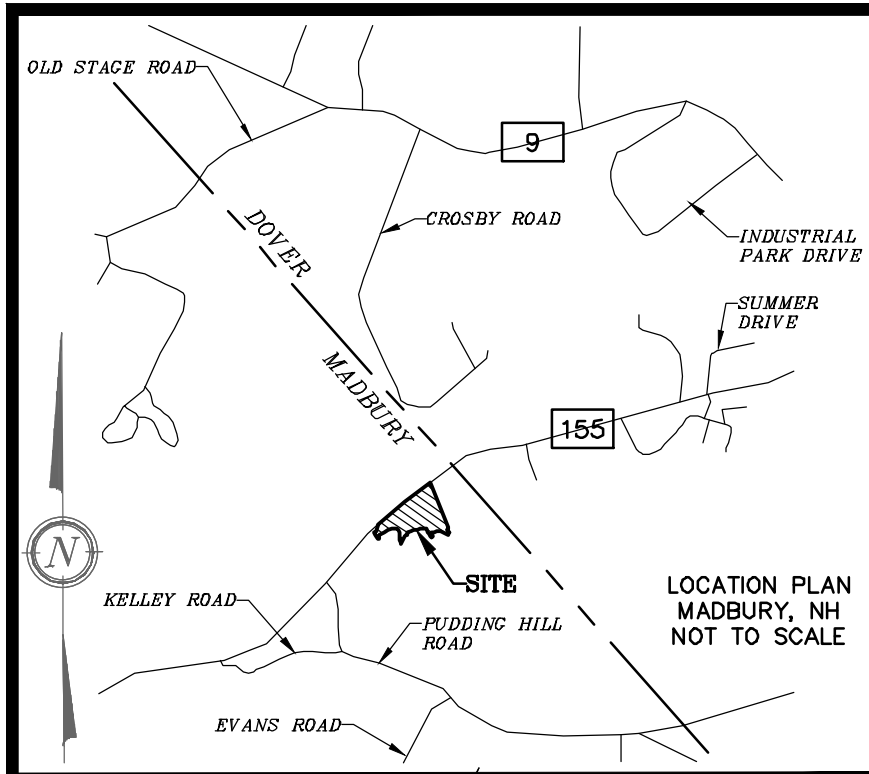 OLD STAGE ROAD
9
DOVER
CROSBY ROAD
INDUSTRIAL
PARK DRIVE
SUMMER
DRIVE
MADBURY
155
N
SITE
LOCATION PLAN
MADBURY, NH
NOT TO SCALE
KELLEY ROAD
PUDDING HILL
ROAD
EVANS ROAD